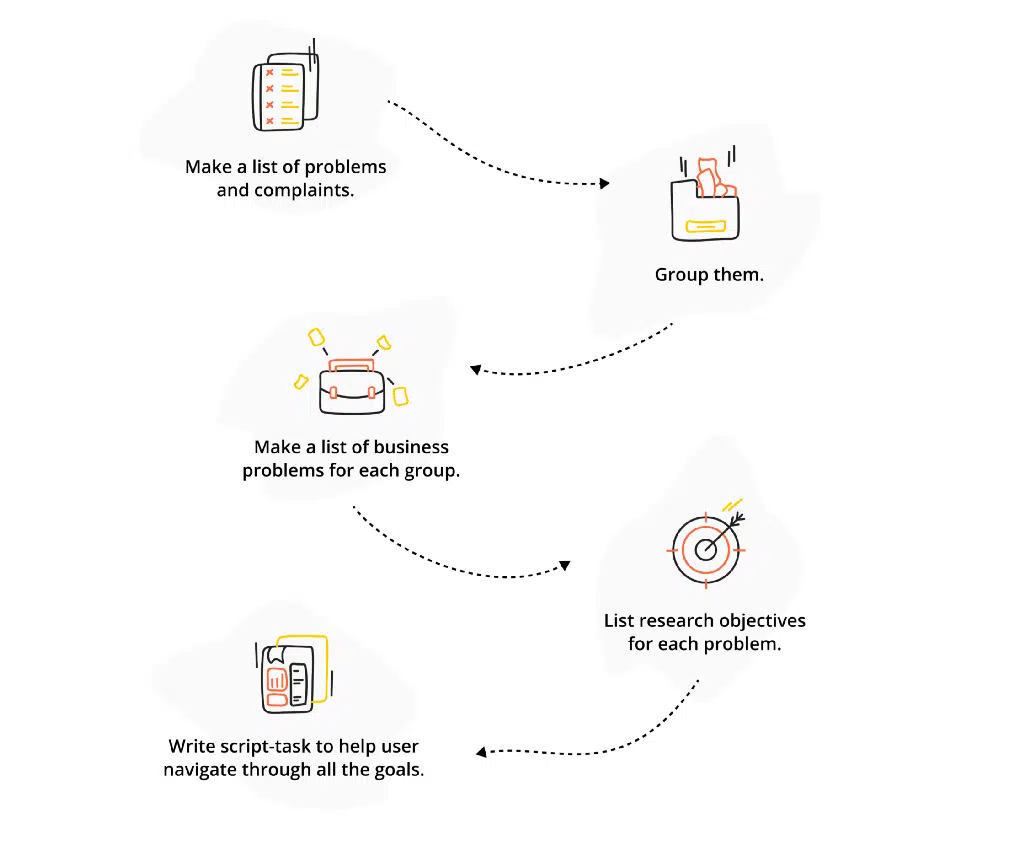 Make a list of problems
and complaints.
Group them.
Make a list of business
problems for each group.
List research objectives
for each problem.
Write script-task to help user
navigate through all the goals.